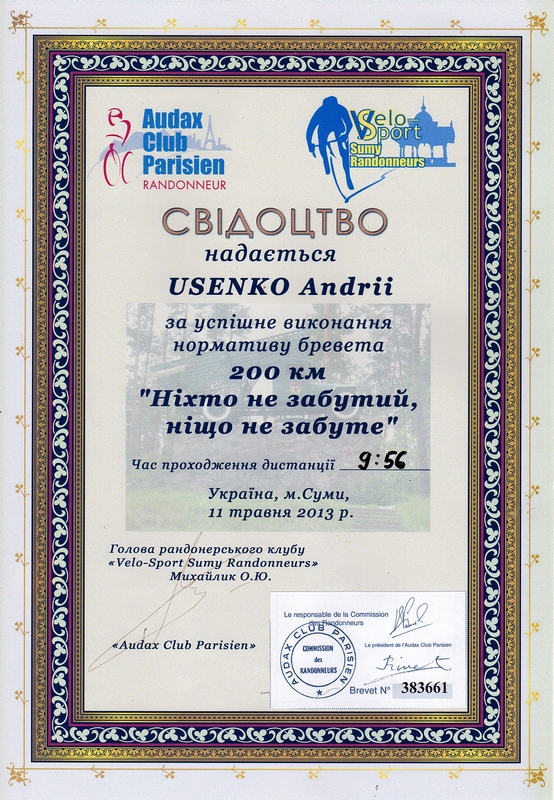 Audax
Club
Parisien
RANDONNEUR
Velo-
Sport
Sumy
Randonneurs
СВІДОЦТВО
надається
USENKO Andrii
за успішне виконання
нормативу бревета
200 км
"Ніхто не забутий,
ніщо не забуте"
Час проходження дистанції 9:56
Україна, м.Суми,
11 травня 2013 р.
Голова рандонерського клубу
«Velo-Sport Sumy Randonneurs»
Михайлик О.Ю.
«Audax Club Parisien»
Le responsable de la Commission
des Randonneurs
Le président de l'Audax Club Parisien
AUDAX CLUB PARISIEN
COMMISSION
des
RANDONNEURS
Brevet N° 383661